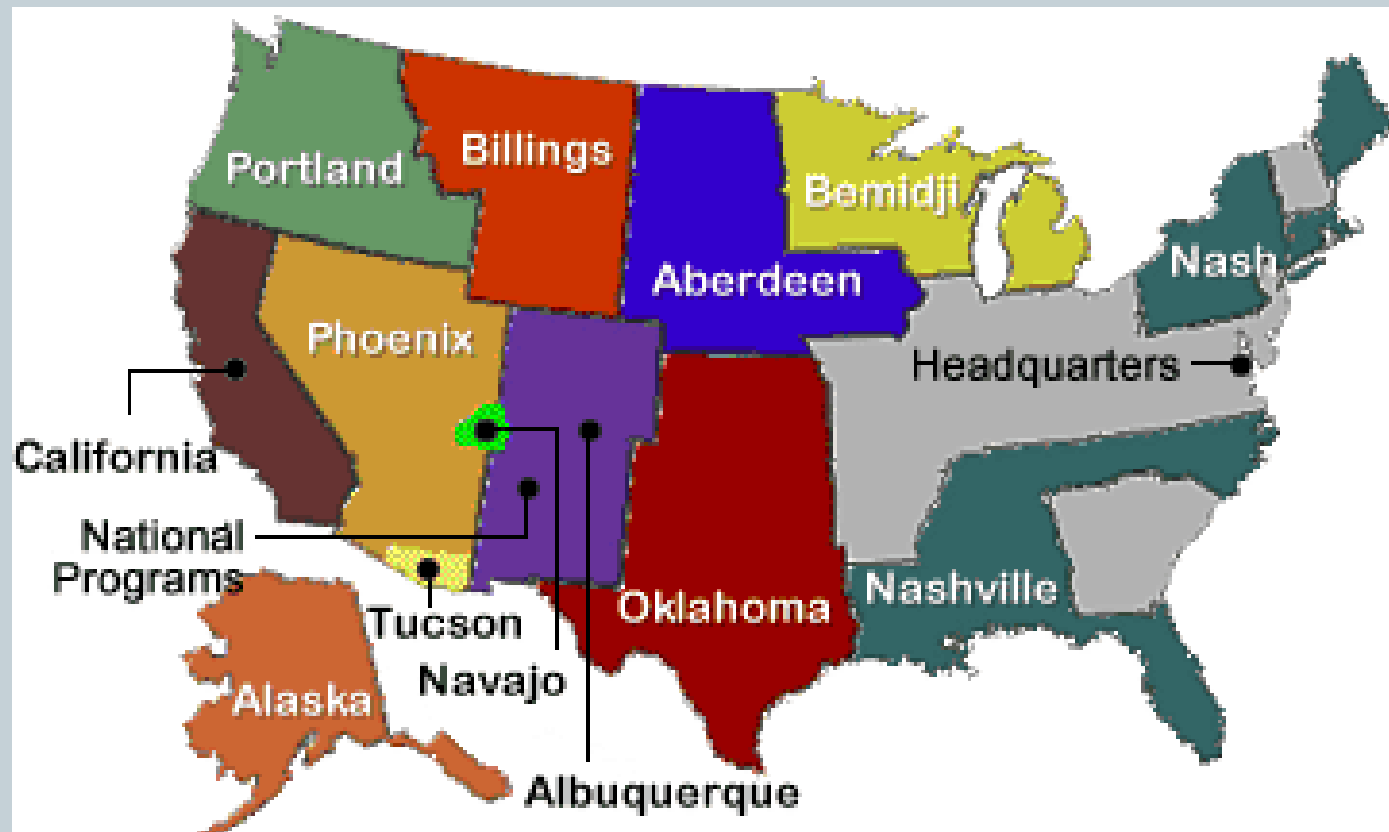 Portland
Billings
Bemidji
Nash
Aberdeen
Phoenix
Headquarters
California
National
Programs
Nashville
Oklahoma
Tucson
Navajo
Alaska
Albuquerque